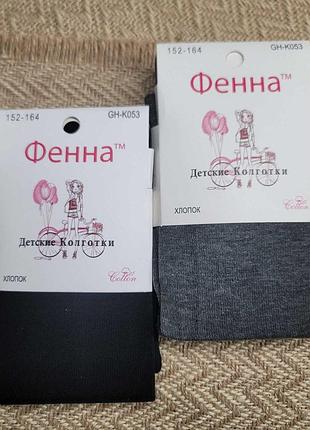 152-164 GH-K053
Фенна™
Детские Колготки
ХЛОПОК
Cotton
152-164 GH-K053
Фенна™
Детские Колготки
ХЛОПОК
Cotton